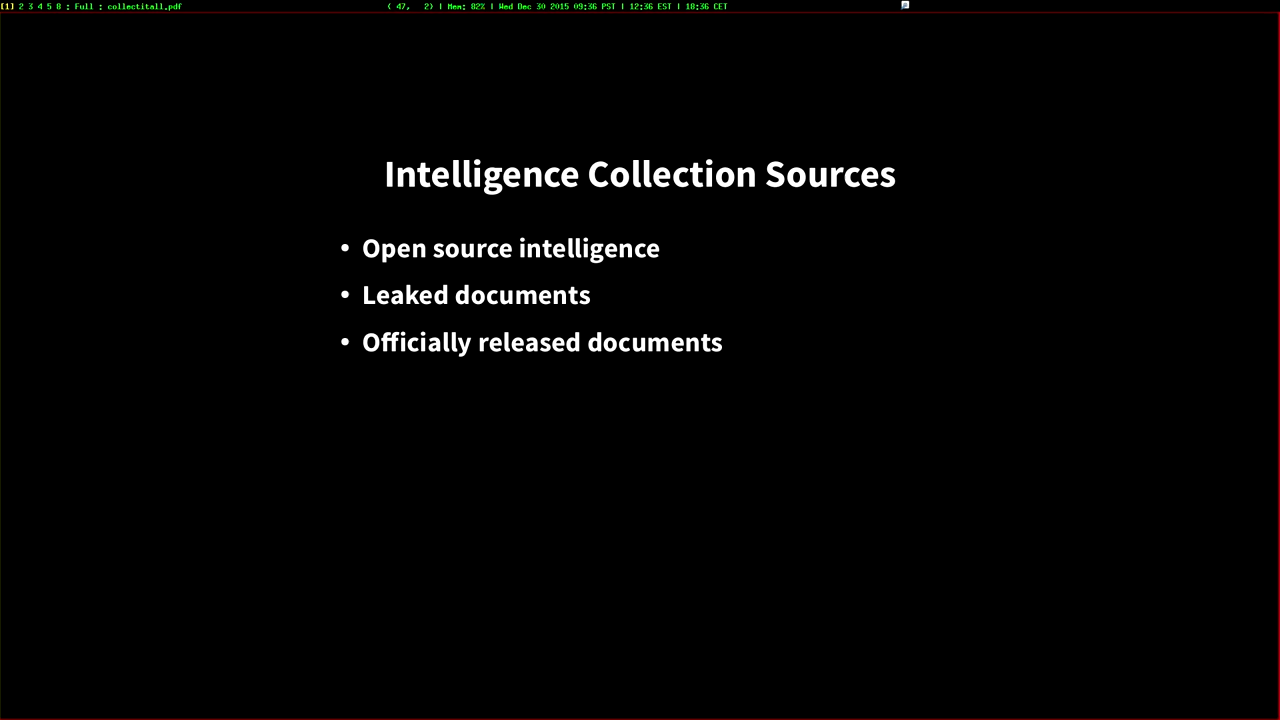 [1] 2 3 4 5 8 : Full : collectitall.pdf ( 47, 2) | Mem: 82% | Wed Dec 30 2015 09:36 PST | 12:36 EST | 18:36 CET
Intelligence Collection Sources
• Open source intelligence
• Leaked documents
• Officially released documents